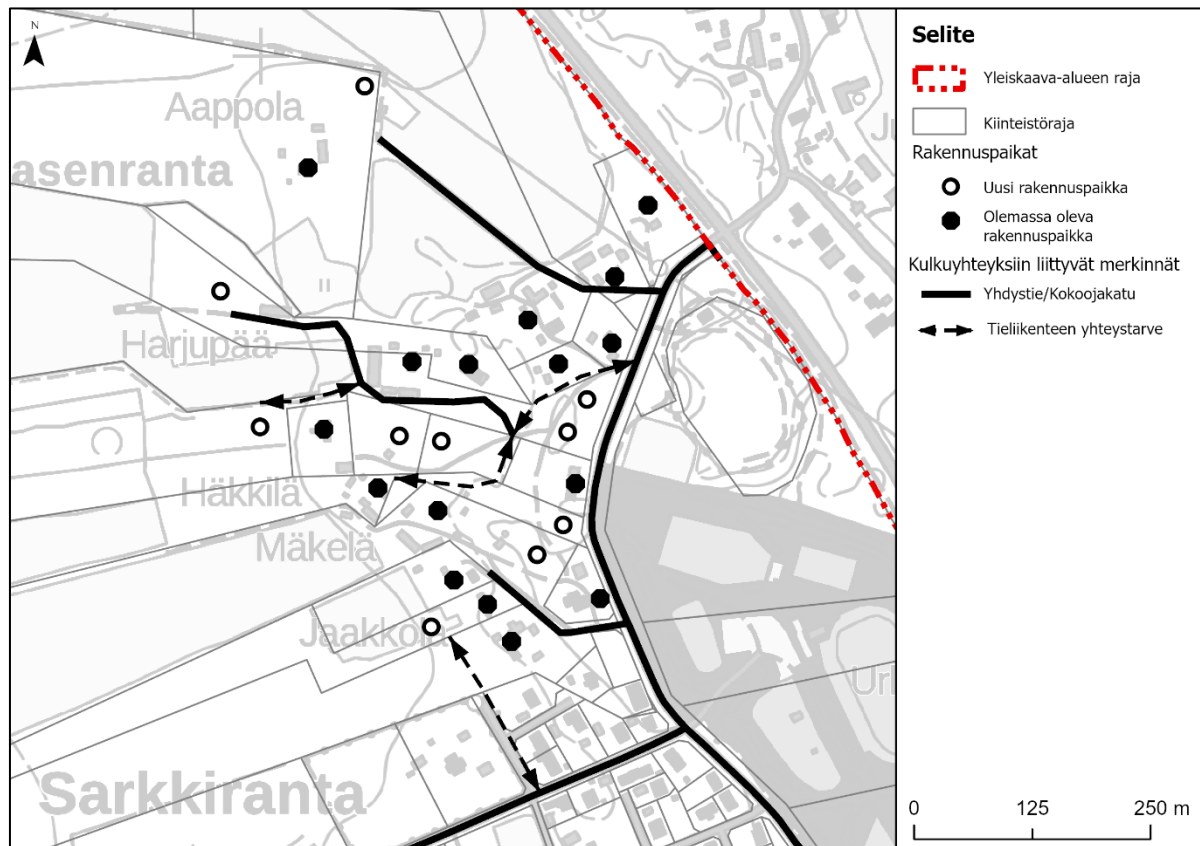 N
Aappola
asenranta
Harjupää
Häkkilä
Mäkelä
Jaakkola
Sarkkiranta
Url
Selite
Yleiskaava-alueen raja
Kiinteistöraja
Rakennuspaikat
Uusi rakennuspaikka
Olemassa oleva
rakennuspaikka
Kulkuyhteyksiin liittyvät merkinnät
Yhdystie/Kokoojakatu
Tieliikenteen yhteystarve
0 125 250 m